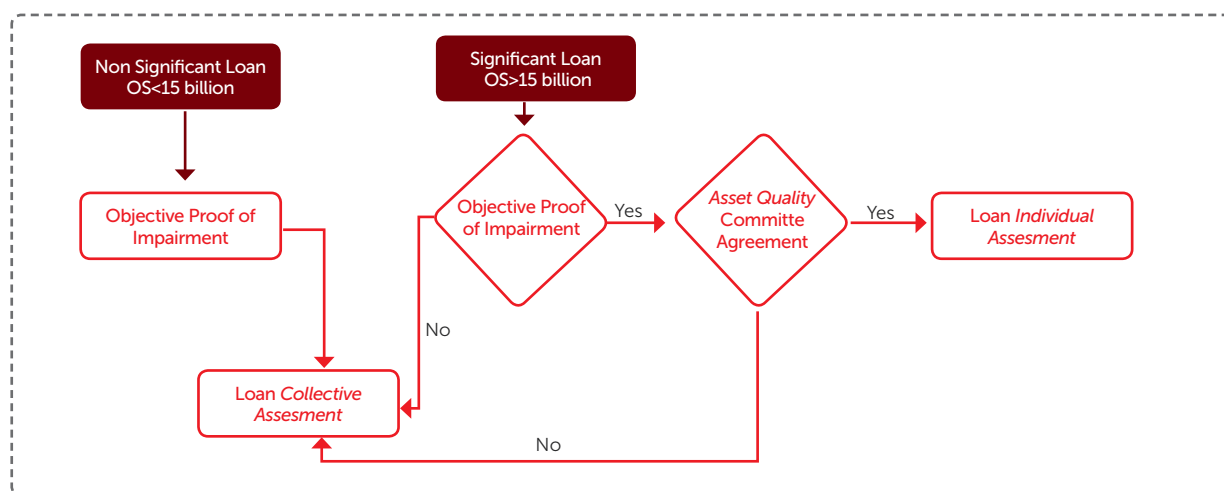 Non Significant Loan
OS<15 billion
Significant Loan
OS>15 billion
Objective Proof of
Impairment
Objective Proof
of Impairment
Yes
Asset Quality
Committe
Agreement
Yes
Loan Individual
Assesment
No
Loan Collective
Assesment
No